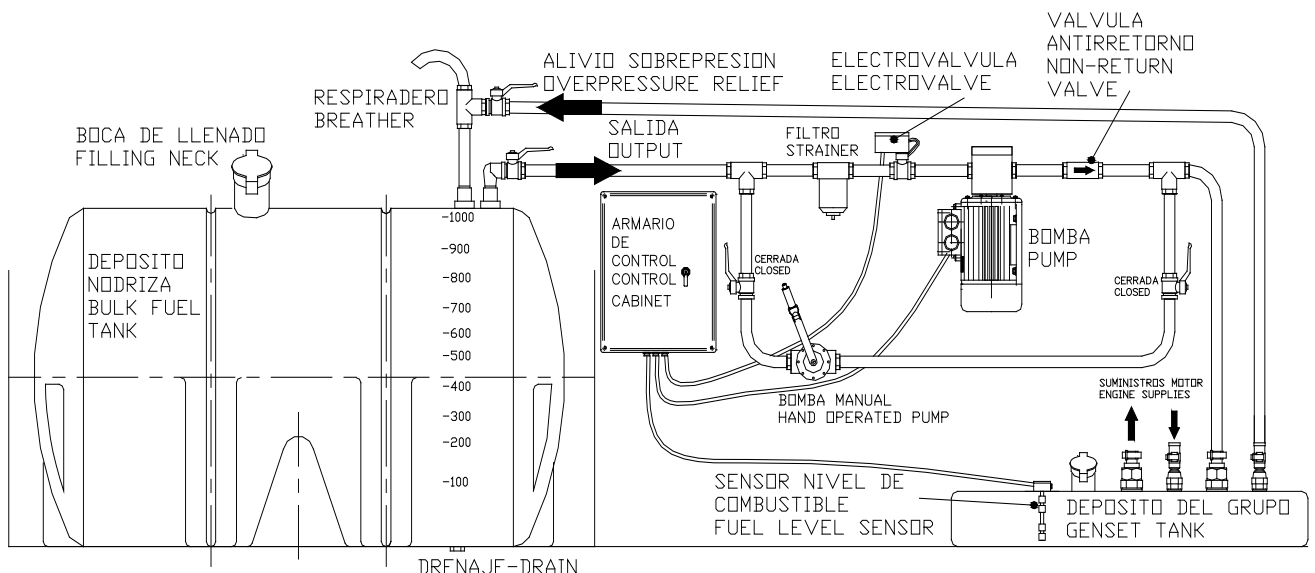 VALVULA
ANTIRRETORNO
NON-RETURN
VALVE
ELECTROVALVULA
ELECTROVALVE
ALIVIO SOBREPRESION
OVERPRESSURE RELIEF
RESPIRADERO
BREATHER
BOCA DE LLENADO
FILLING NECK
SALIDA
OUTPUT
FILTRO
STRAINER
DEPOSITO
NODRIZA
BULK FUEL
TANK
-1000
-900
-800
-700
-600
-500
-400
-300
-200
-100
ARMARIO
DE
CONTROL
CONTROL
CABINET
CERRADA
CLOSED
BOMBA
PUMP
CERRADA
CLOSED
BOMBA MANUAL
HAND OPERATED PUMP
SUMINISTROS MOTOR
ENGINE SUPPLIES
SENSOR NIVEL DE
COMBUSTIBLE
FUEL LEVEL SENSOR
DEPOSITO DEL GRUPO
GENSET TANK
DRENAJE-DRAIN